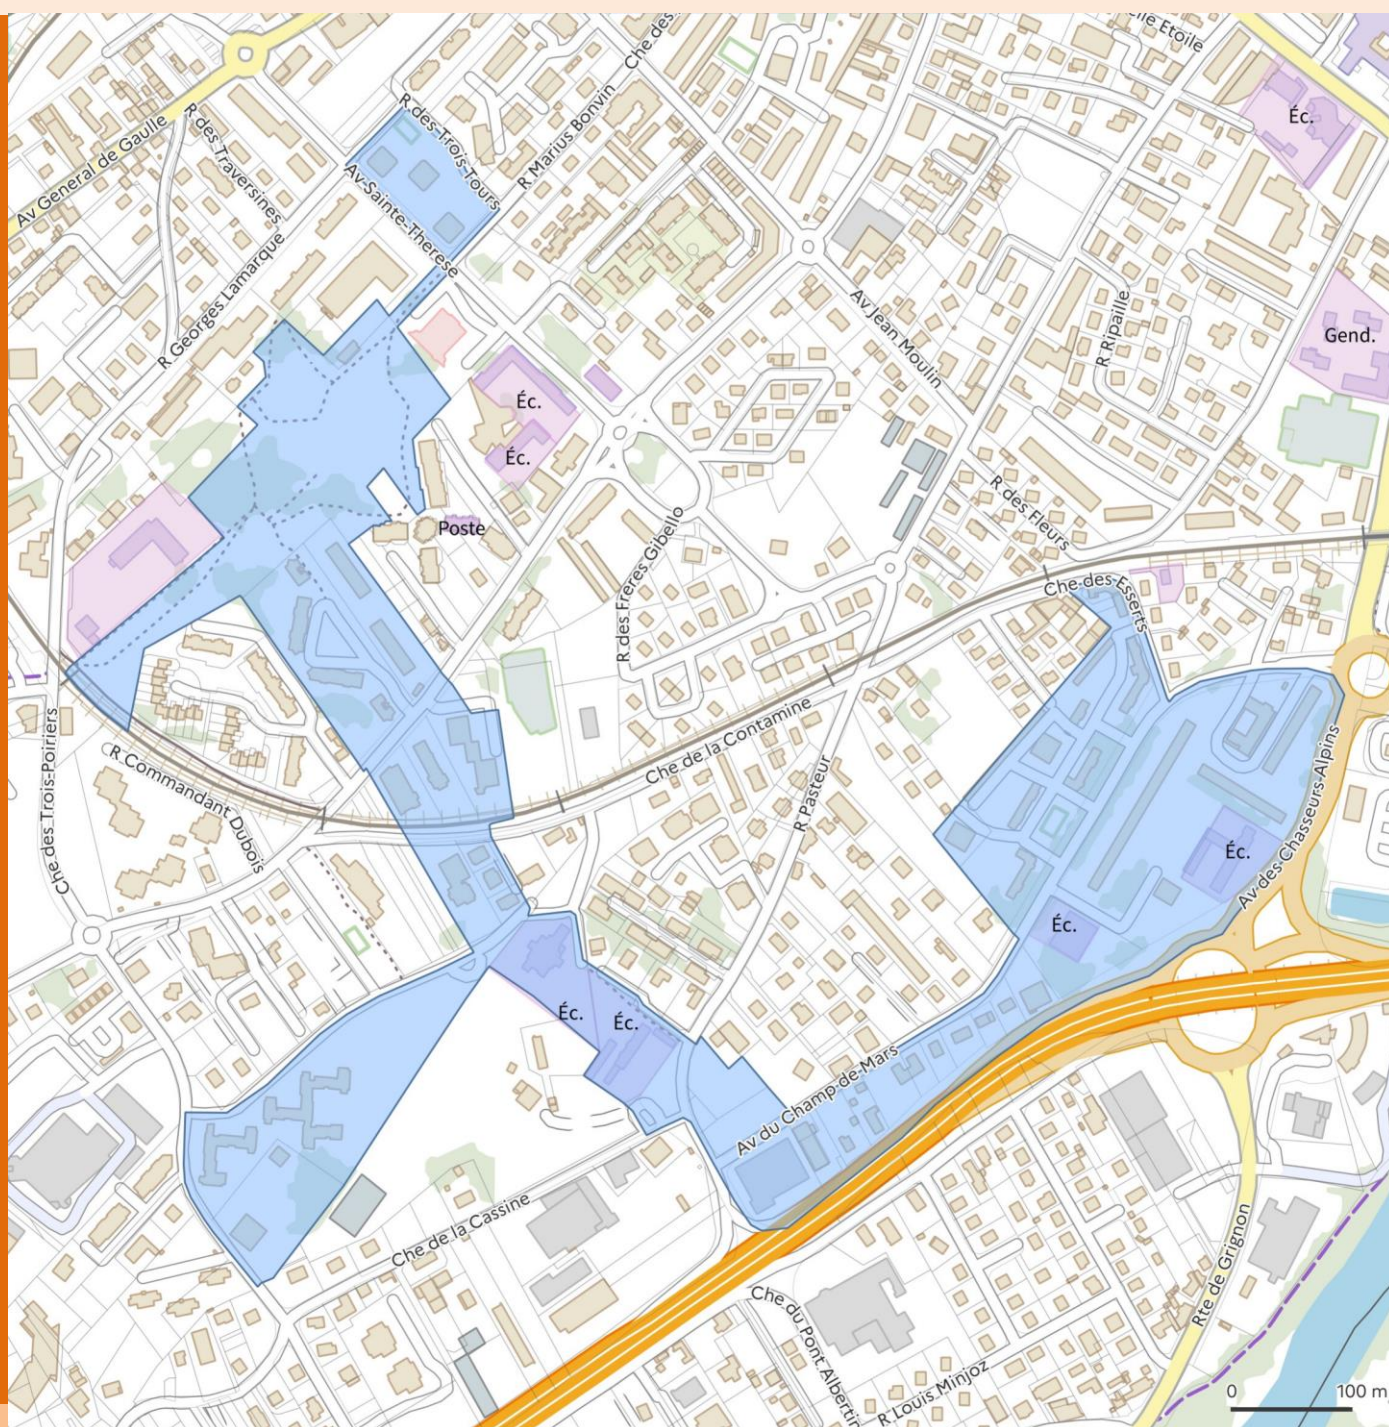 elle Etoile
Che des
Éc.
R des Trois-Tours
R Marius Bonvin
Av General de Gaulle
R des Traversines
Av Sainte-Therese
R Georges Lamarque
Av Jean Moulin
R Ripaille
Gend.
Éc.
Éc.
Poste
R des Fleurs
R des Freres Gibello
Che des Esserts
Che des Trois-Poiriers
R Commandant Dubois
Che de la Contamine
R Pasteur
Av des Chasseurs Alpins
Éc.
Éc.
Éc.
Éc.
Av du Champ de Mars
Che de la Cassine
Rte de Grignon
Che du Pont Albertin
R Louis Minjoz
0 100 m